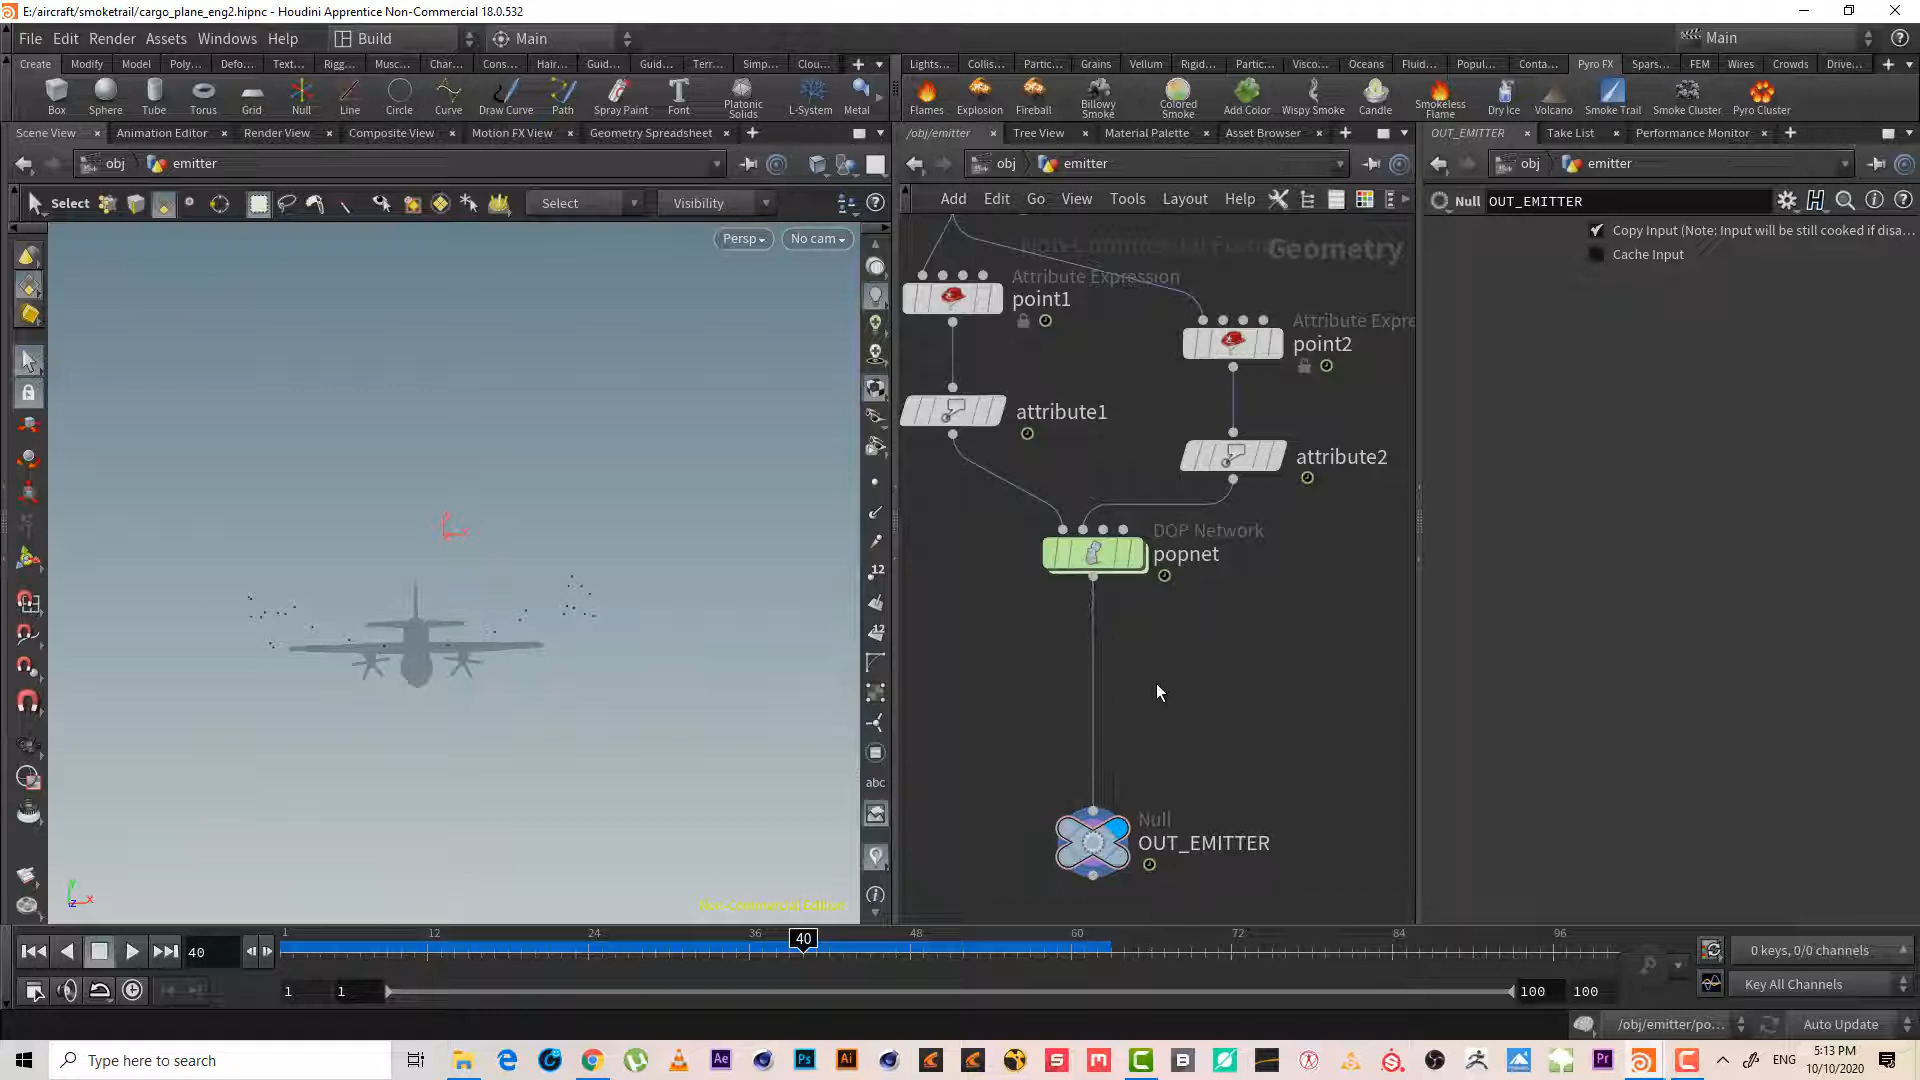 E:/aircraft/smoketrail/cargo_plane_eng2.hipnc - Houdini Apprentice Non-Commercial 18.0.532
File Edit Render Assets Windows Help Build Main Main
Create Modify Model Poly... Defo... Text... Rigg... Musc... Char... Cons... Hair... Guid... Guid... Terr... Simp... Clou...
Lights... Collis... Partic... Grains Vellum Rigid... Partic... Visco... Oceans Fluid... Popul... Conta... Pyro FX Spars... FEM Wires Crowds Drive...
Box Sphere Tube Torus Grid Null Line Circle Curve Draw Curve Path Spray Paint Font Platonic Solids L-System Metal
Flames Explosion Fireball Billowy Smoke Colored Smoke Add Color Wispy Smoke Candle Smokeless Flame Dry Ice Volcano Smoke Trail Smoke Cluster Pyro Cluster
Scene View Animation Editor Render View Composite View Motion FX View Geometry Spreadsheet
/obj/emitter Tree View Material Palette Asset Browser
OUT_EMITTER Take List Performance Monitor
obj emitter
obj emitter
obj emitter
Select Select Visibility
Add Edit Go View Tools Layout Help
Null OUT_EMITTER
Copy Input (Note: Input will be still cooked if disa...
Cache Input
Persp No cam
Geometry
Attribute Expression
point1
Attribute Expre
point2
attribute1
attribute2
DOP Network
popnet
Null
OUT_EMITTER
12
12
abc
y
x
z
Non-Commercial Edition
40
1 12 24 36 40 48 60 72 84 96
0 keys, 0/0 channels
1 1 100 100
Key All Channels
/obj/emitter/po... Auto Update
Type here to search
ENG
5:13 PM
10/10/2020